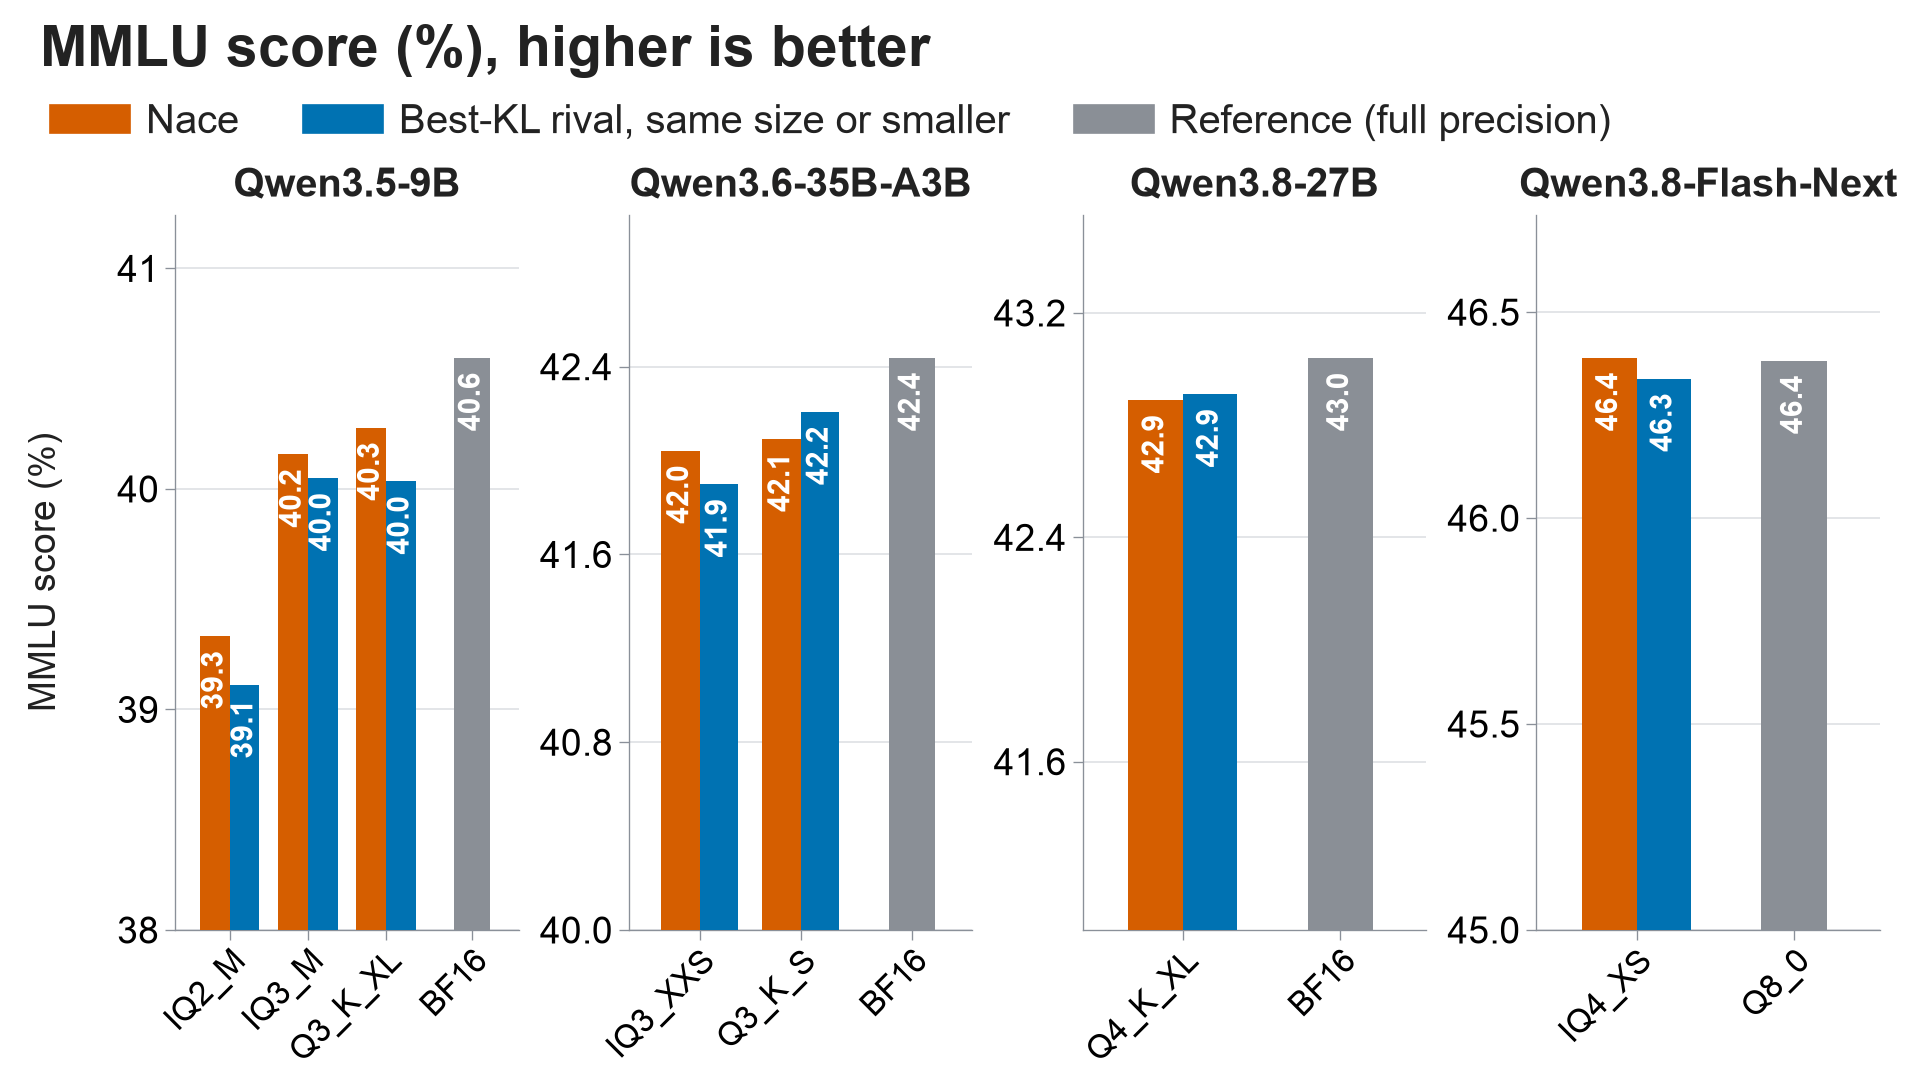 MMLU score (%), higher is better
Nace
Best-KL rival, same size or smaller
Reference (full precision)
Qwen3.5-9B
MMLU score (%)
41
40
39
38
39.3
39.1
40.2
40.0
40.3
40.0
40.6
IQ2_M
IQ3_M
Q3_K_XL
BF16
Qwen3.6-35B-A3B
42.4
41.6
40.8
40.0
42.0
41.9
42.1
42.2
42.4
IQ3_XXS
Q3_K_S
BF16
Qwen3.8-27B
43.2
42.4
41.6
42.9
42.9
43.0
Q4_K_XL
BF16
Qwen3.8-Flash-Next
46.5
46.0
45.5
45.0
46.4
46.3
46.4
IQ4_XS
Q8_0